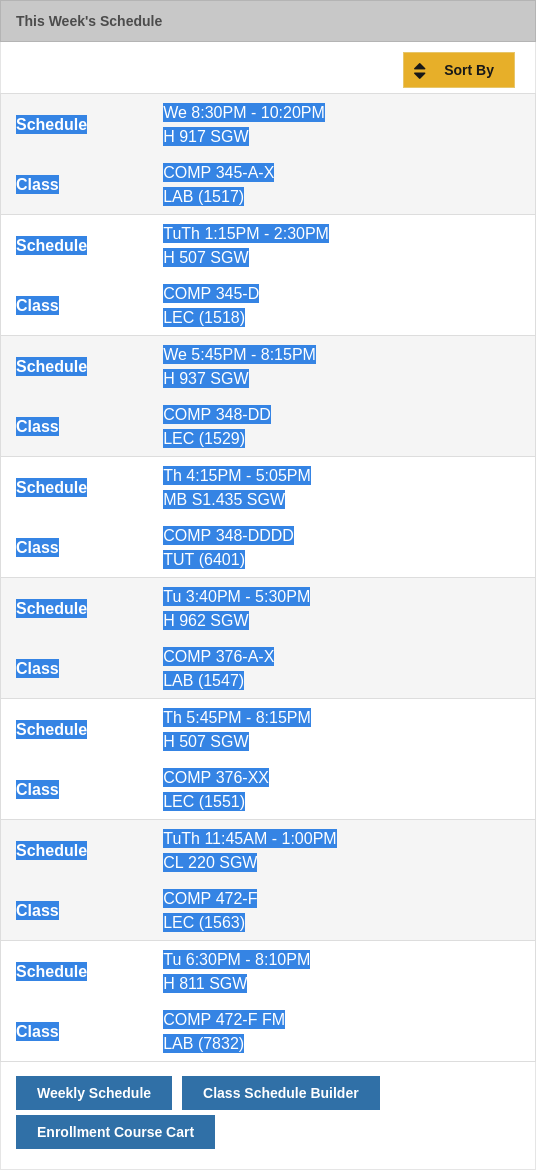 This Week's Schedule
Sort By
Schedule
We 8:30PM - 10:20PM
H 917 SGW
Class
COMP 345-A-X
LAB (1517)
Schedule
TuTh 1:15PM - 2:30PM
H 507 SGW
Class
COMP 345-D
LEC (1518)
Schedule
We 5:45PM - 8:15PM
H 937 SGW
Class
COMP 348-DD
LEC (1529)
Schedule
Th 4:15PM - 5:05PM
MB S1.435 SGW
Class
COMP 348-DDDD
TUT (6401)
Schedule
Tu 3:40PM - 5:30PM
H 962 SGW
Class
COMP 376-A-X
LAB (1547)
Schedule
Th 5:45PM - 8:15PM
H 507 SGW
Class
COMP 376-XX
LEC (1551)
Schedule
TuTh 11:45AM - 1:00PM
CL 220 SGW
Class
COMP 472-F
LEC (1563)
Schedule
Tu 6:30PM - 8:10PM
H 811 SGW
Class
COMP 472-F FM
LAB (7832)
Weekly Schedule
Class Schedule Builder
Enrollment Course Cart